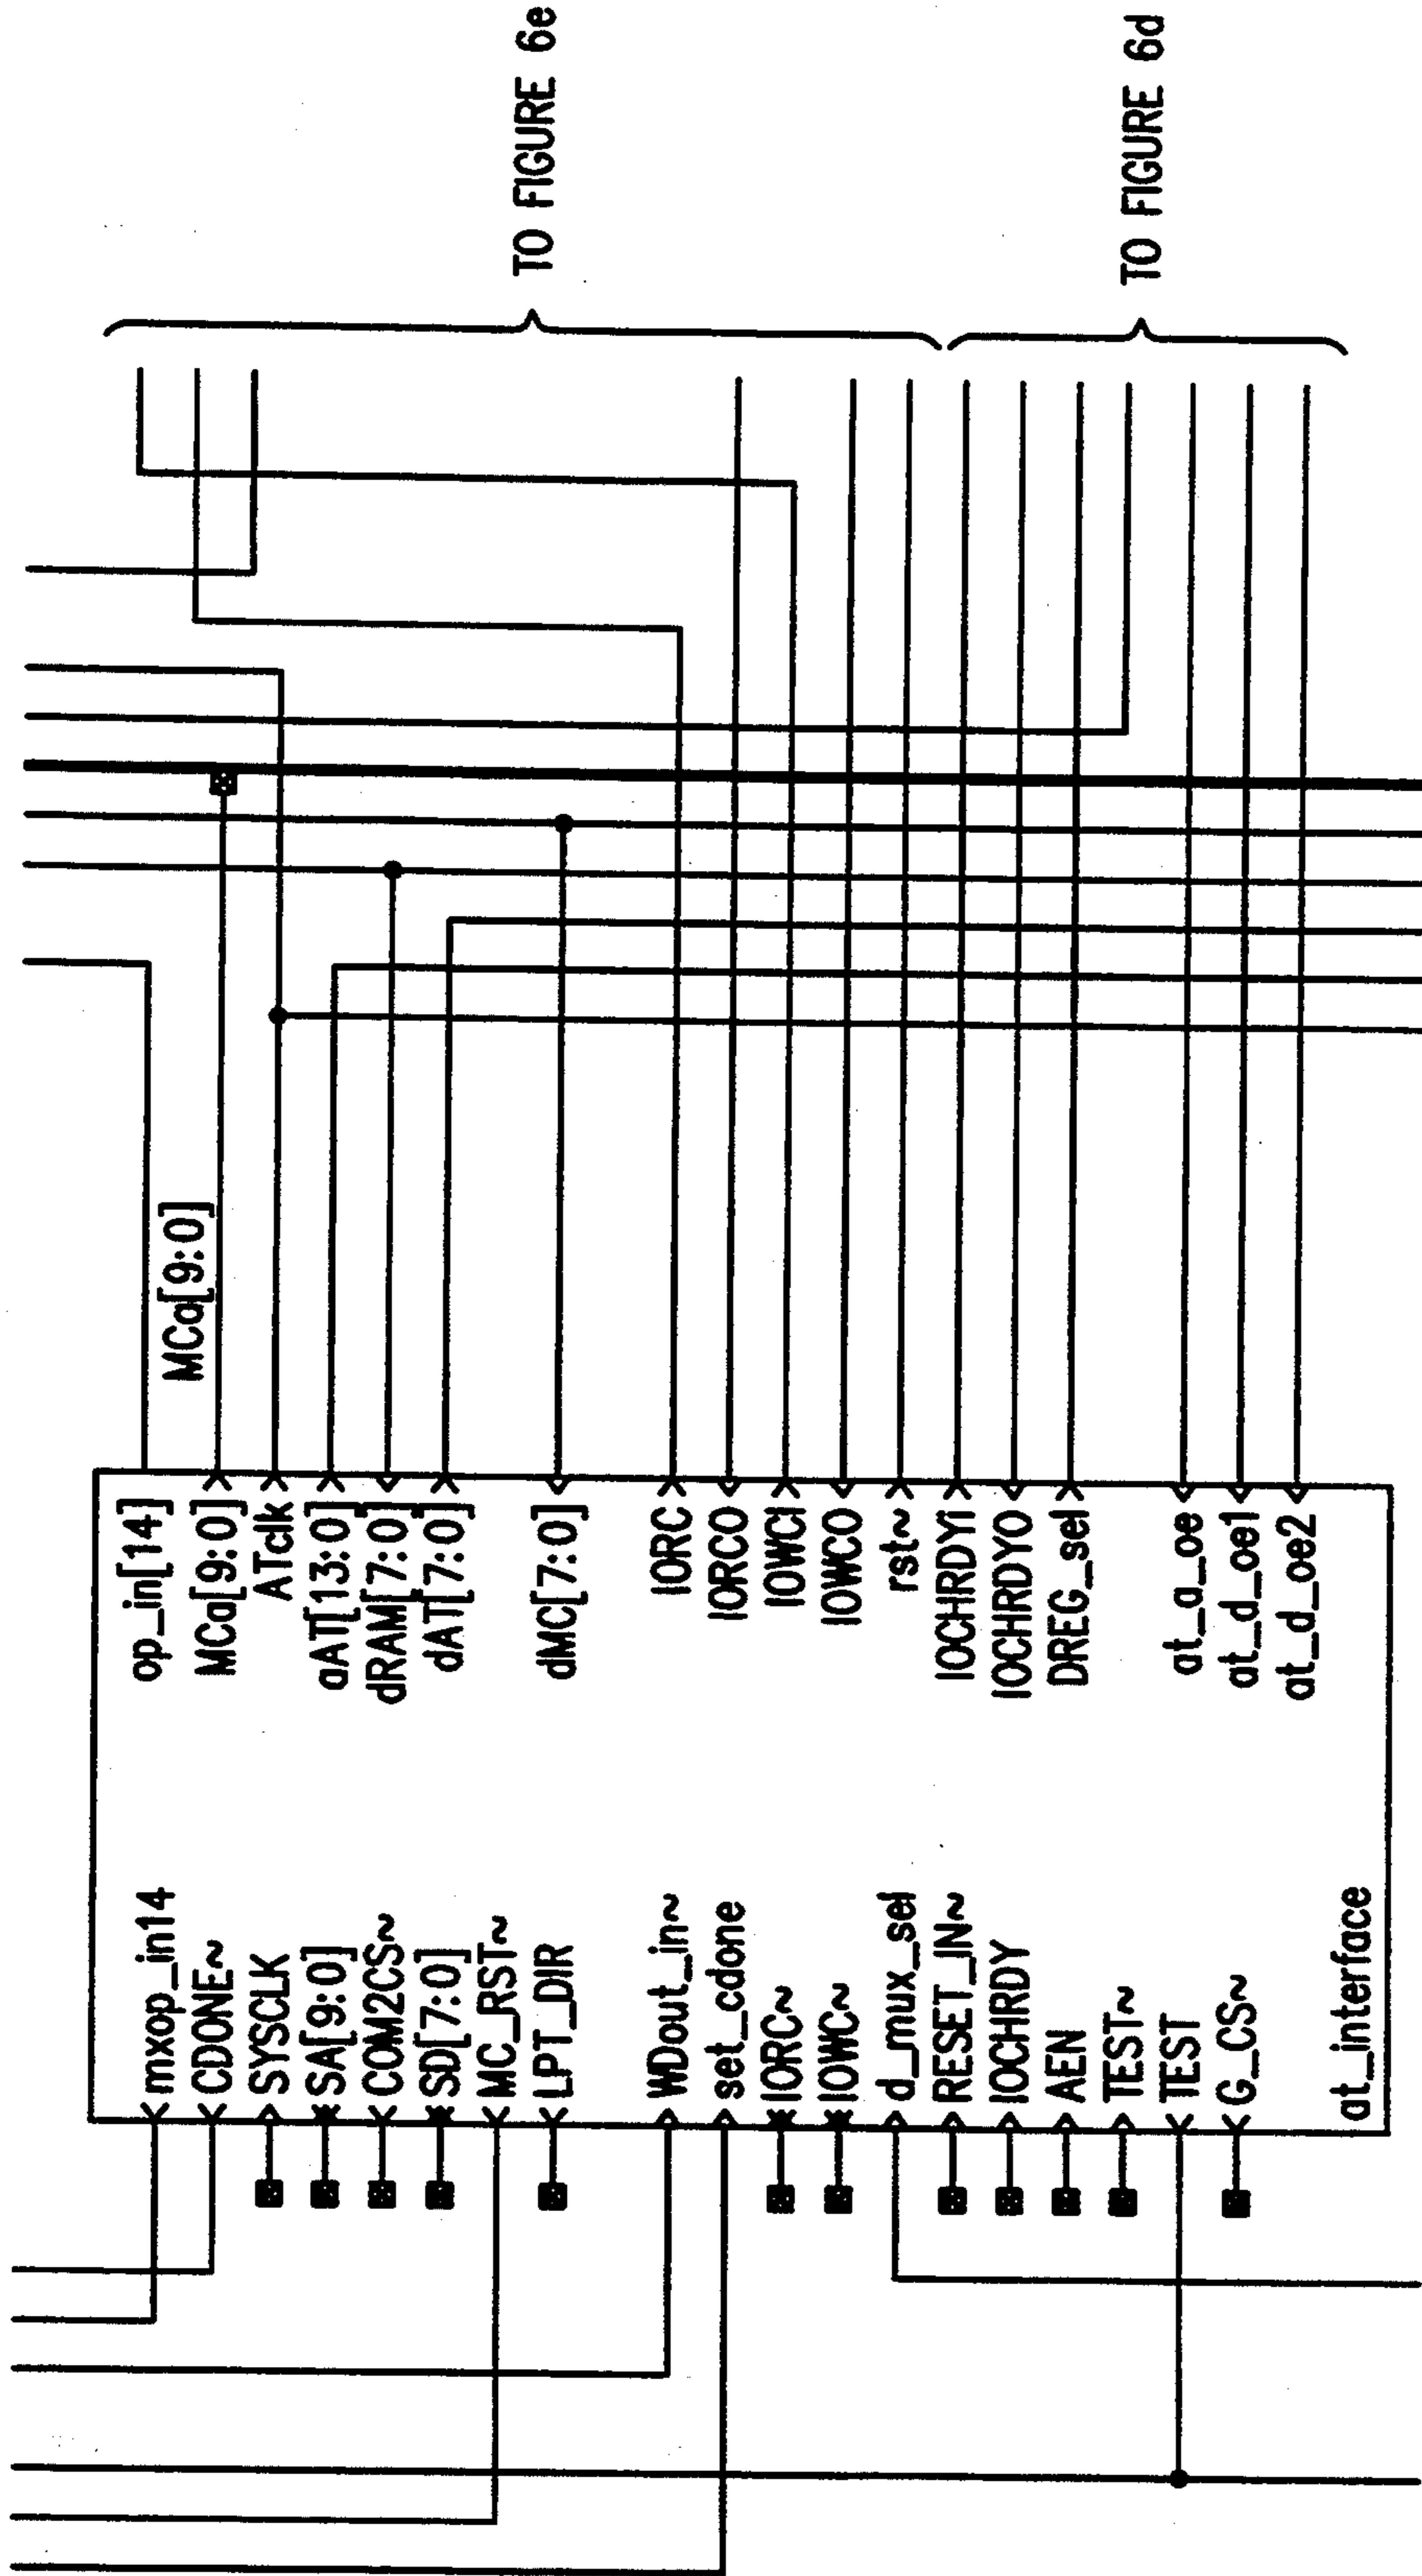 TO FIGURE 6e
TO FIGURE 6d
MCa[9:0]
op_in[14]
MCa[9:0]
ATclk
aAT[13:0]
dRAM[7:0]
dAT[7:0]
dMC[7:0]
IORC
IORCO
IOWCi
IOWCO
rst~
IOCHRDYi
IOCHRDYO
DREG_sel
at_a_oe
at_d_oe1
at_d_oe2
mxop_in14
CDONE~
SYSCLK
SA[9:0]
COM2CS~
SD[7:0]
MC_RST~
LPT_DIR
WDout_in~
set_cdone
IORC~
IOWC~
d_mux_sel
RESET_IN~
IOCHRDY
AEN
TEST~
TEST
G_CS~
at_interface